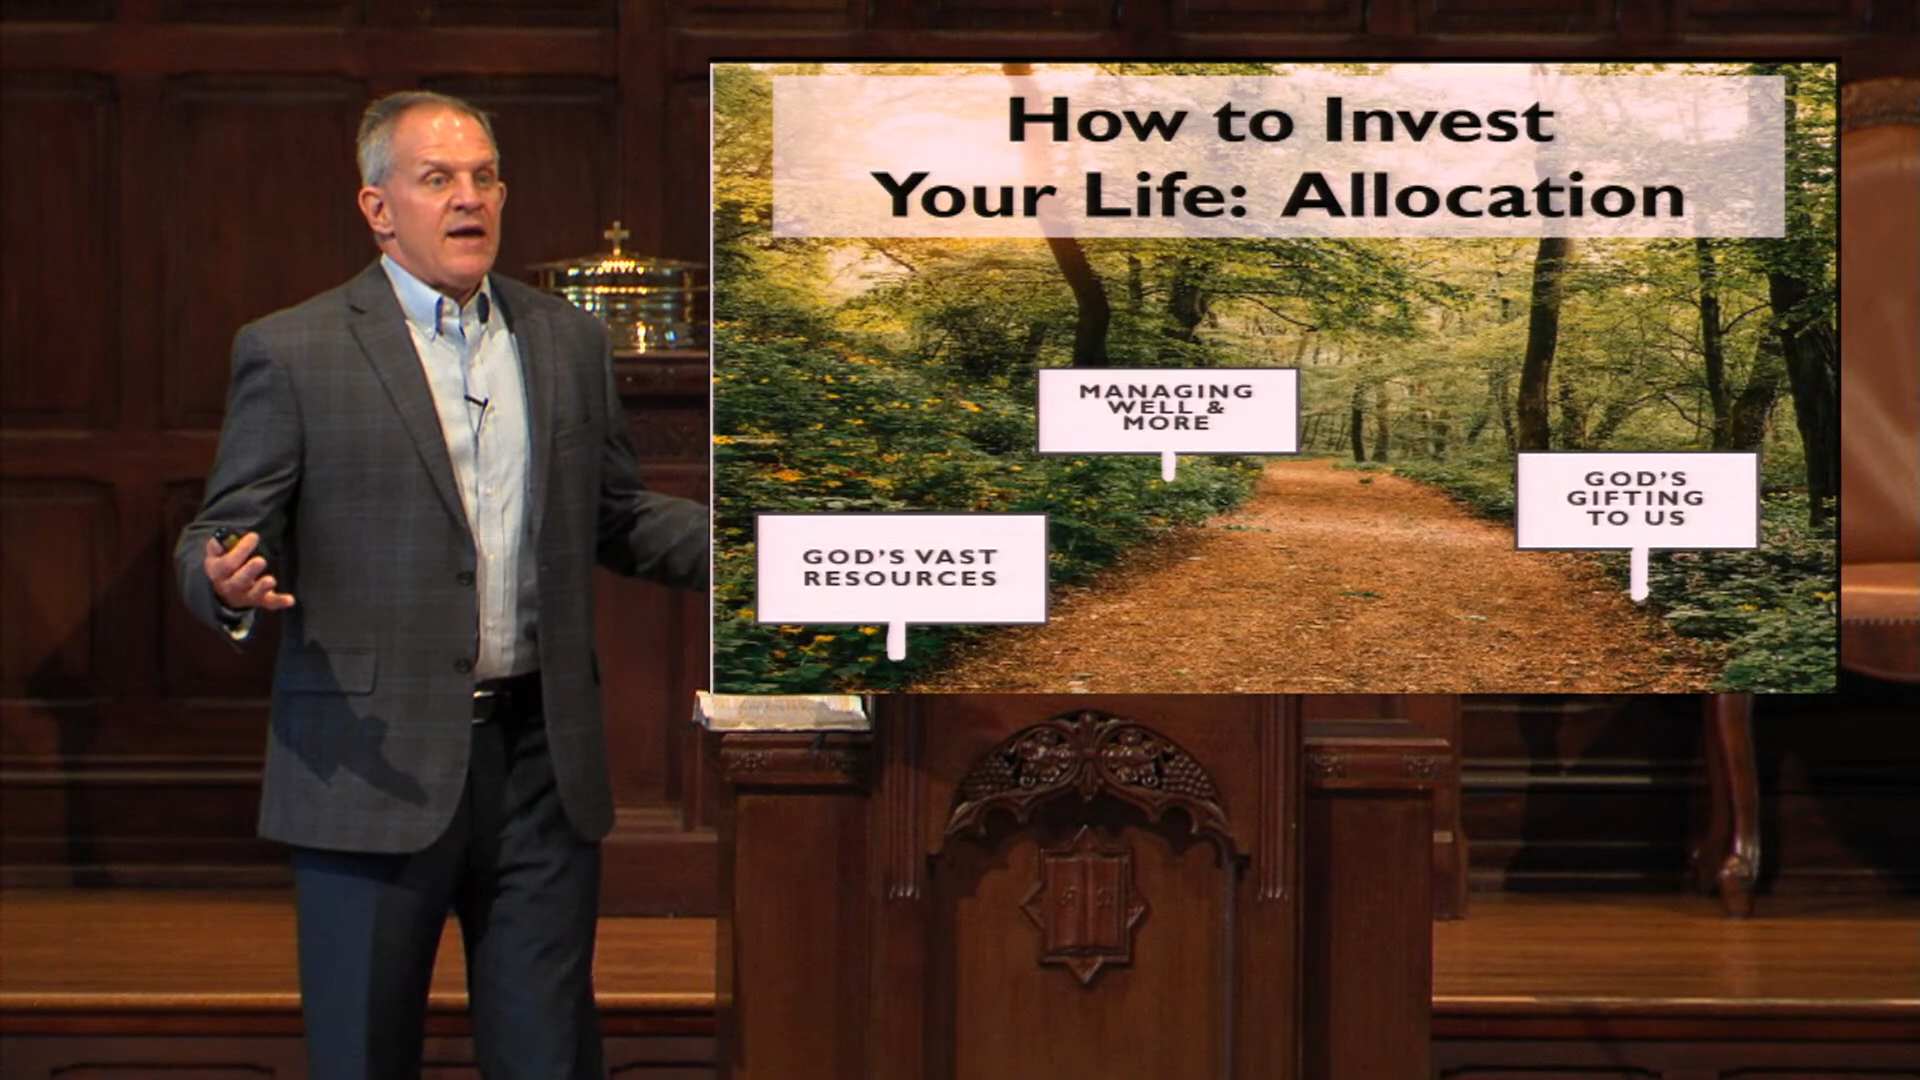 How to Invest
Your Life: Allocation
MANAGING
WELL &
MORE
GOD'S
GIFTING
TO US
GOD'S VAST
RESOURCES